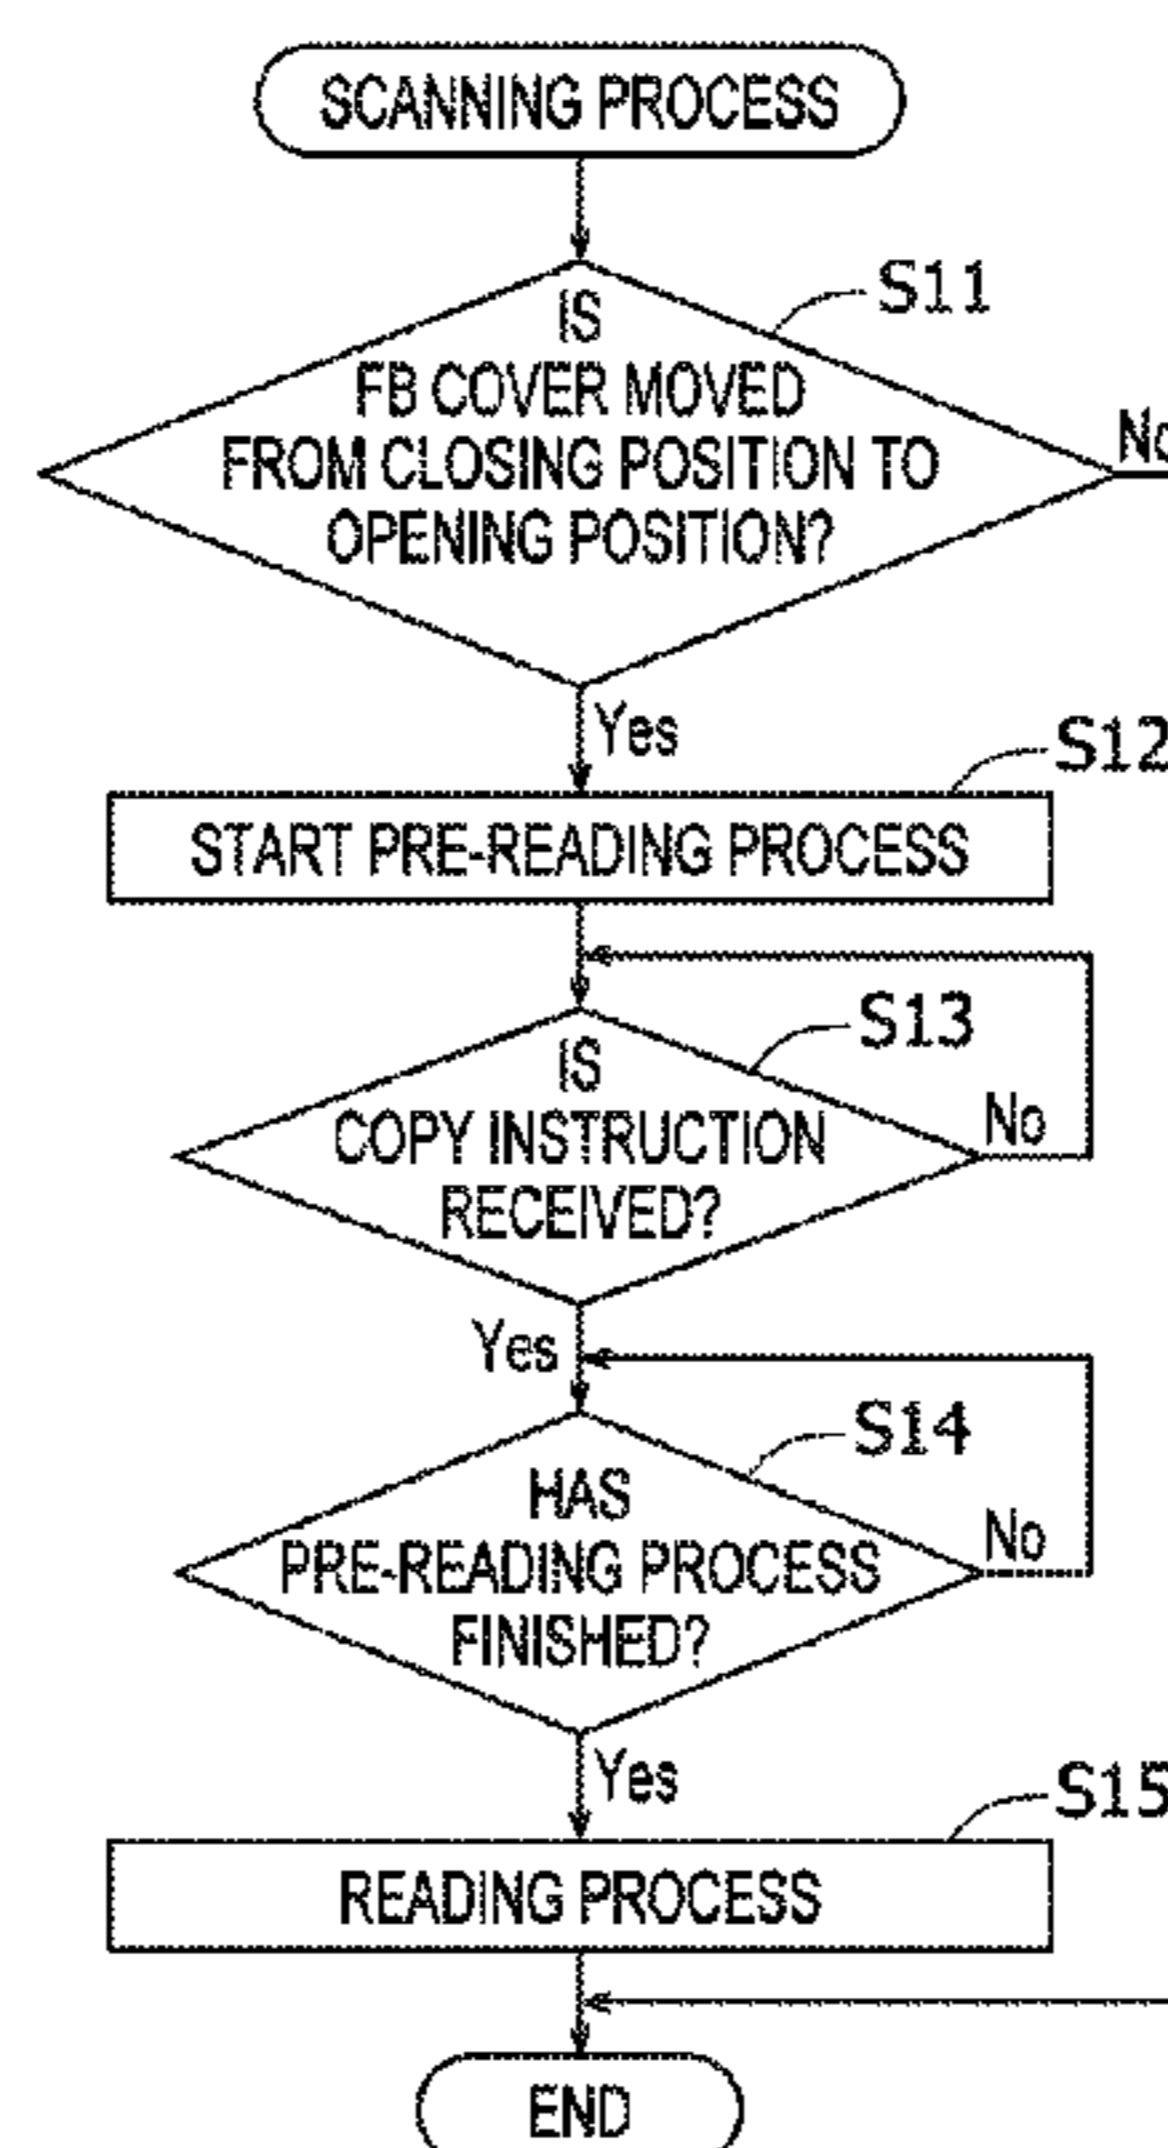 SCANNING PROCESS
S11
IS
FB COVER MOVED
FROM CLOSING POSITION TO
OPENING POSITION?
No
Yes
S12
START PRE-READING PROCESS
S13
IS
COPY INSTRUCTION
RECEIVED?
No
Yes
S14
HAS
PRE-READING PROCESS
FINISHED?
No
Yes
S15
READING PROCESS
END